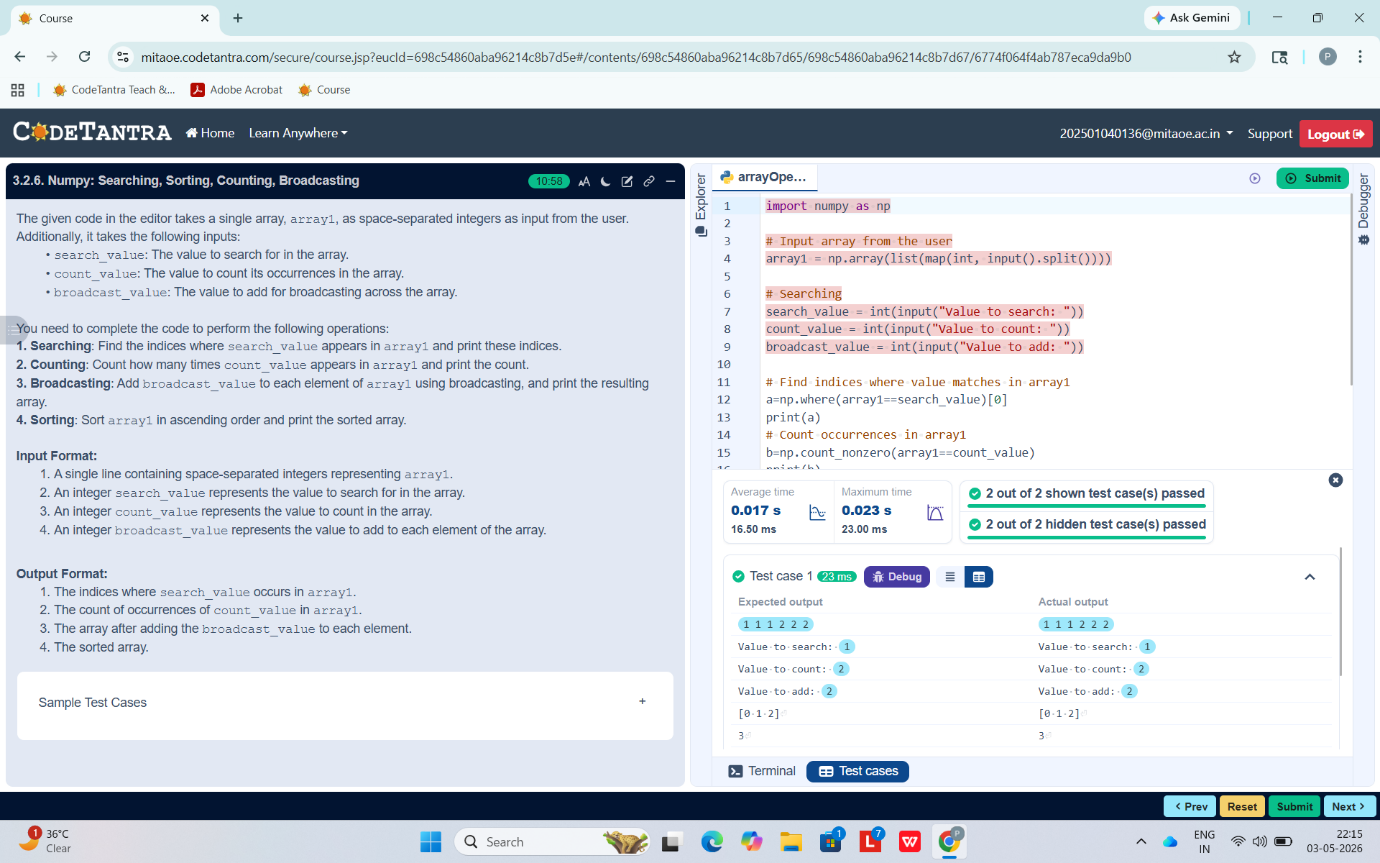 Course
Ask Gemini
mitaoe.codetantra.com/secure/course.jsp?eucId=698c54860aba96214c8b7d5e#/contents/698c54860aba96214c8b7d65/698c54860aba96214c8b7d67/6774f064f4ab787eca9da9b0
P
CodeTantra Teach &... Adobe Acrobat Course
CODETANTRA Home Learn Anywhere 202501040136@mitaoe.ac.in Support Logout
3.2.6. Numpy: Searching, Sorting, Counting, Broadcasting 10:58 AA
The given code in the editor takes a single array, array1, as space-separated integers as input from the user.
Additionally, it takes the following inputs:
• search_value: The value to search for in the array.
• count_value: The value to count its occurrences in the array.
• broadcast_value: The value to add for broadcasting across the array.
You need to complete the code to perform the following operations:
1. Searching: Find the indices where search_value appears in array1 and print these indices.
2. Counting: Count how many times count_value appears in array1 and print the count.
3. Broadcasting: Add broadcast_value to each element of array1 using broadcasting, and print the resulting
array.
4. Sorting: Sort array1 in ascending order and print the sorted array.
Input Format:
1. A single line containing space-separated integers representing array1.
2. An integer search_value represents the value to search for in the array.
3. An integer count_value represents the value to count in the array.
4. An integer broadcast_value represents the value to add to each element of the array.
Output Format:
1. The indices where search_value occurs in array1.
2. The count of occurrences of count_value in array1.
3. The array after adding the broadcast_value to each element.
4. The sorted array.
Sample Test Cases +
Explorer
arrayOpe...
Submit
Debugger
1 import numpy as np
2
3 # Input array from the user
4 array1 = np.array(list(map(int, input().split())))
5
6 # Searching
7 search_value = int(input("Value to search: "))
8 count_value = int(input("Value to count: "))
9 broadcast_value = int(input("Value to add: "))
10
11 # Find indices where value matches in array1
12 a=np.where(array1==search_value)[0]
13 print(a)
14 # Count occurrences in array1
15 b=np.count_nonzero(array1==count_value)
16 print(b)
Average time Maximum time
0.017 s 0.023 s
16.50 ms 23.00 ms
2 out of 2 shown test case(s) passed
2 out of 2 hidden test case(s) passed
Test case 1 23 ms Debug
Expected output Actual output
1 1 1 2 2 2 1 1 1 2 2 2
Value to search: 1 Value to search: 1
Value to count: 2 Value to count: 2
Value to add: 2 Value to add: 2
[0 1 2] [0 1 2]
3 3
Terminal Test cases
< Prev Reset Submit Next >
1 36°C
Clear
Search
1
7
P
ENG
IN
22:15
03-05-2026